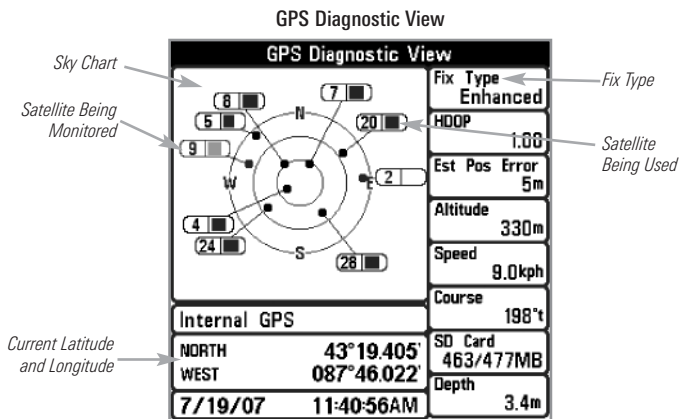 GPS Diagnostic View
GPS Diagnostic View
Sky Chart
Satellite Being
Monitored
Current Latitude
and Longitude
8
7
5
20
9
2
4
24
28
N
W
E
S
Internal GPS
NORTH 43°19.405'
WEST 087°46.022'
7/19/07 11:40:56AM
Fix Type
Enhanced
HDOP
1.00
Est Pos Error
5m
Altitude
330m
Speed
9.0kph
Course
198°t
SD Card
463/477MB
Depth
3.4m
Fix Type
Satellite
Being Used